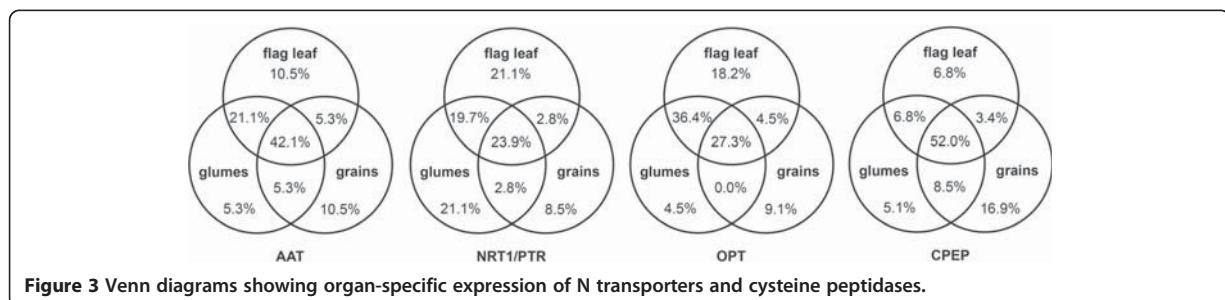 flag leaf
10.5%
21.1%
5.3%
42.1%
glumes
grains
5.3%
5.3%
10.5%
AAT
flag leaf
21.1%
19.7%
2.8%
23.9%
glumes
grains
2.8%
21.1%
8.5%
NRT1/PTR
flag leaf
18.2%
36.4%
4.5%
27.3%
glumes
grains
0.0%
4.5%
9.1%
OPT
flag leaf
6.8%
6.8%
3.4%
52.0%
glumes
grains
8.5%
5.1%
16.9%
CPEP
Figure 3 Venn diagrams showing organ-specific expression of N transporters and cysteine peptidases.